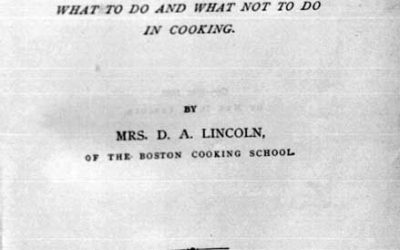 WHAT TO DO AND WHAT NOT TO DO
IN COOKING.
BY
MRS. D. A. LINCOLN,
OF THE BOSTON COOKING SCHOOL.